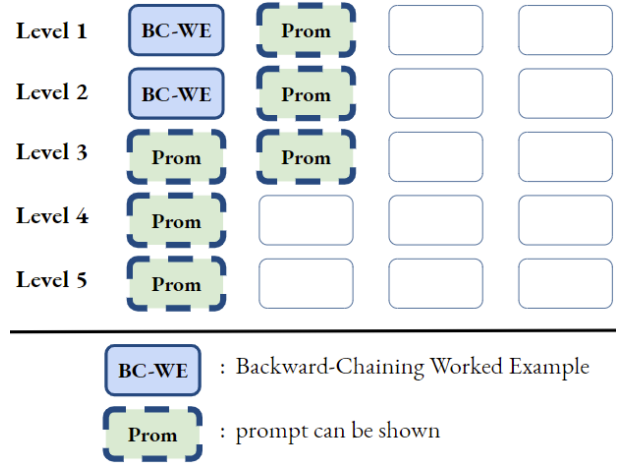 Level 1 BC-WE Prom
Level 2 BC-WE Prom
Level 3 Prom Prom
Level 4 Prom
Level 5 Prom
BC-WE : Backward-Chaining Worked Example
Prom : prompt can be shown